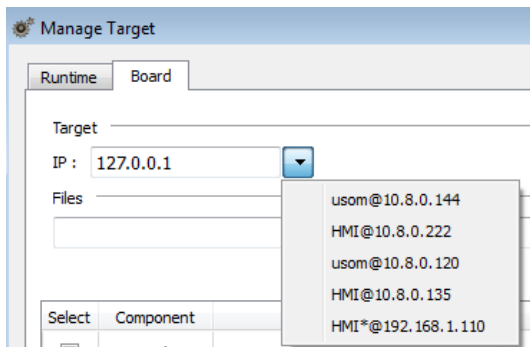 Manage Target
Runtime Board
Target
IP : 127.0.0.1
Files
usom@10.8.0.144
HMI@10.8.0.222
usom@10.8.0.120
HMI@10.8.0.135
HMI*@192.168.1.110
Select Component